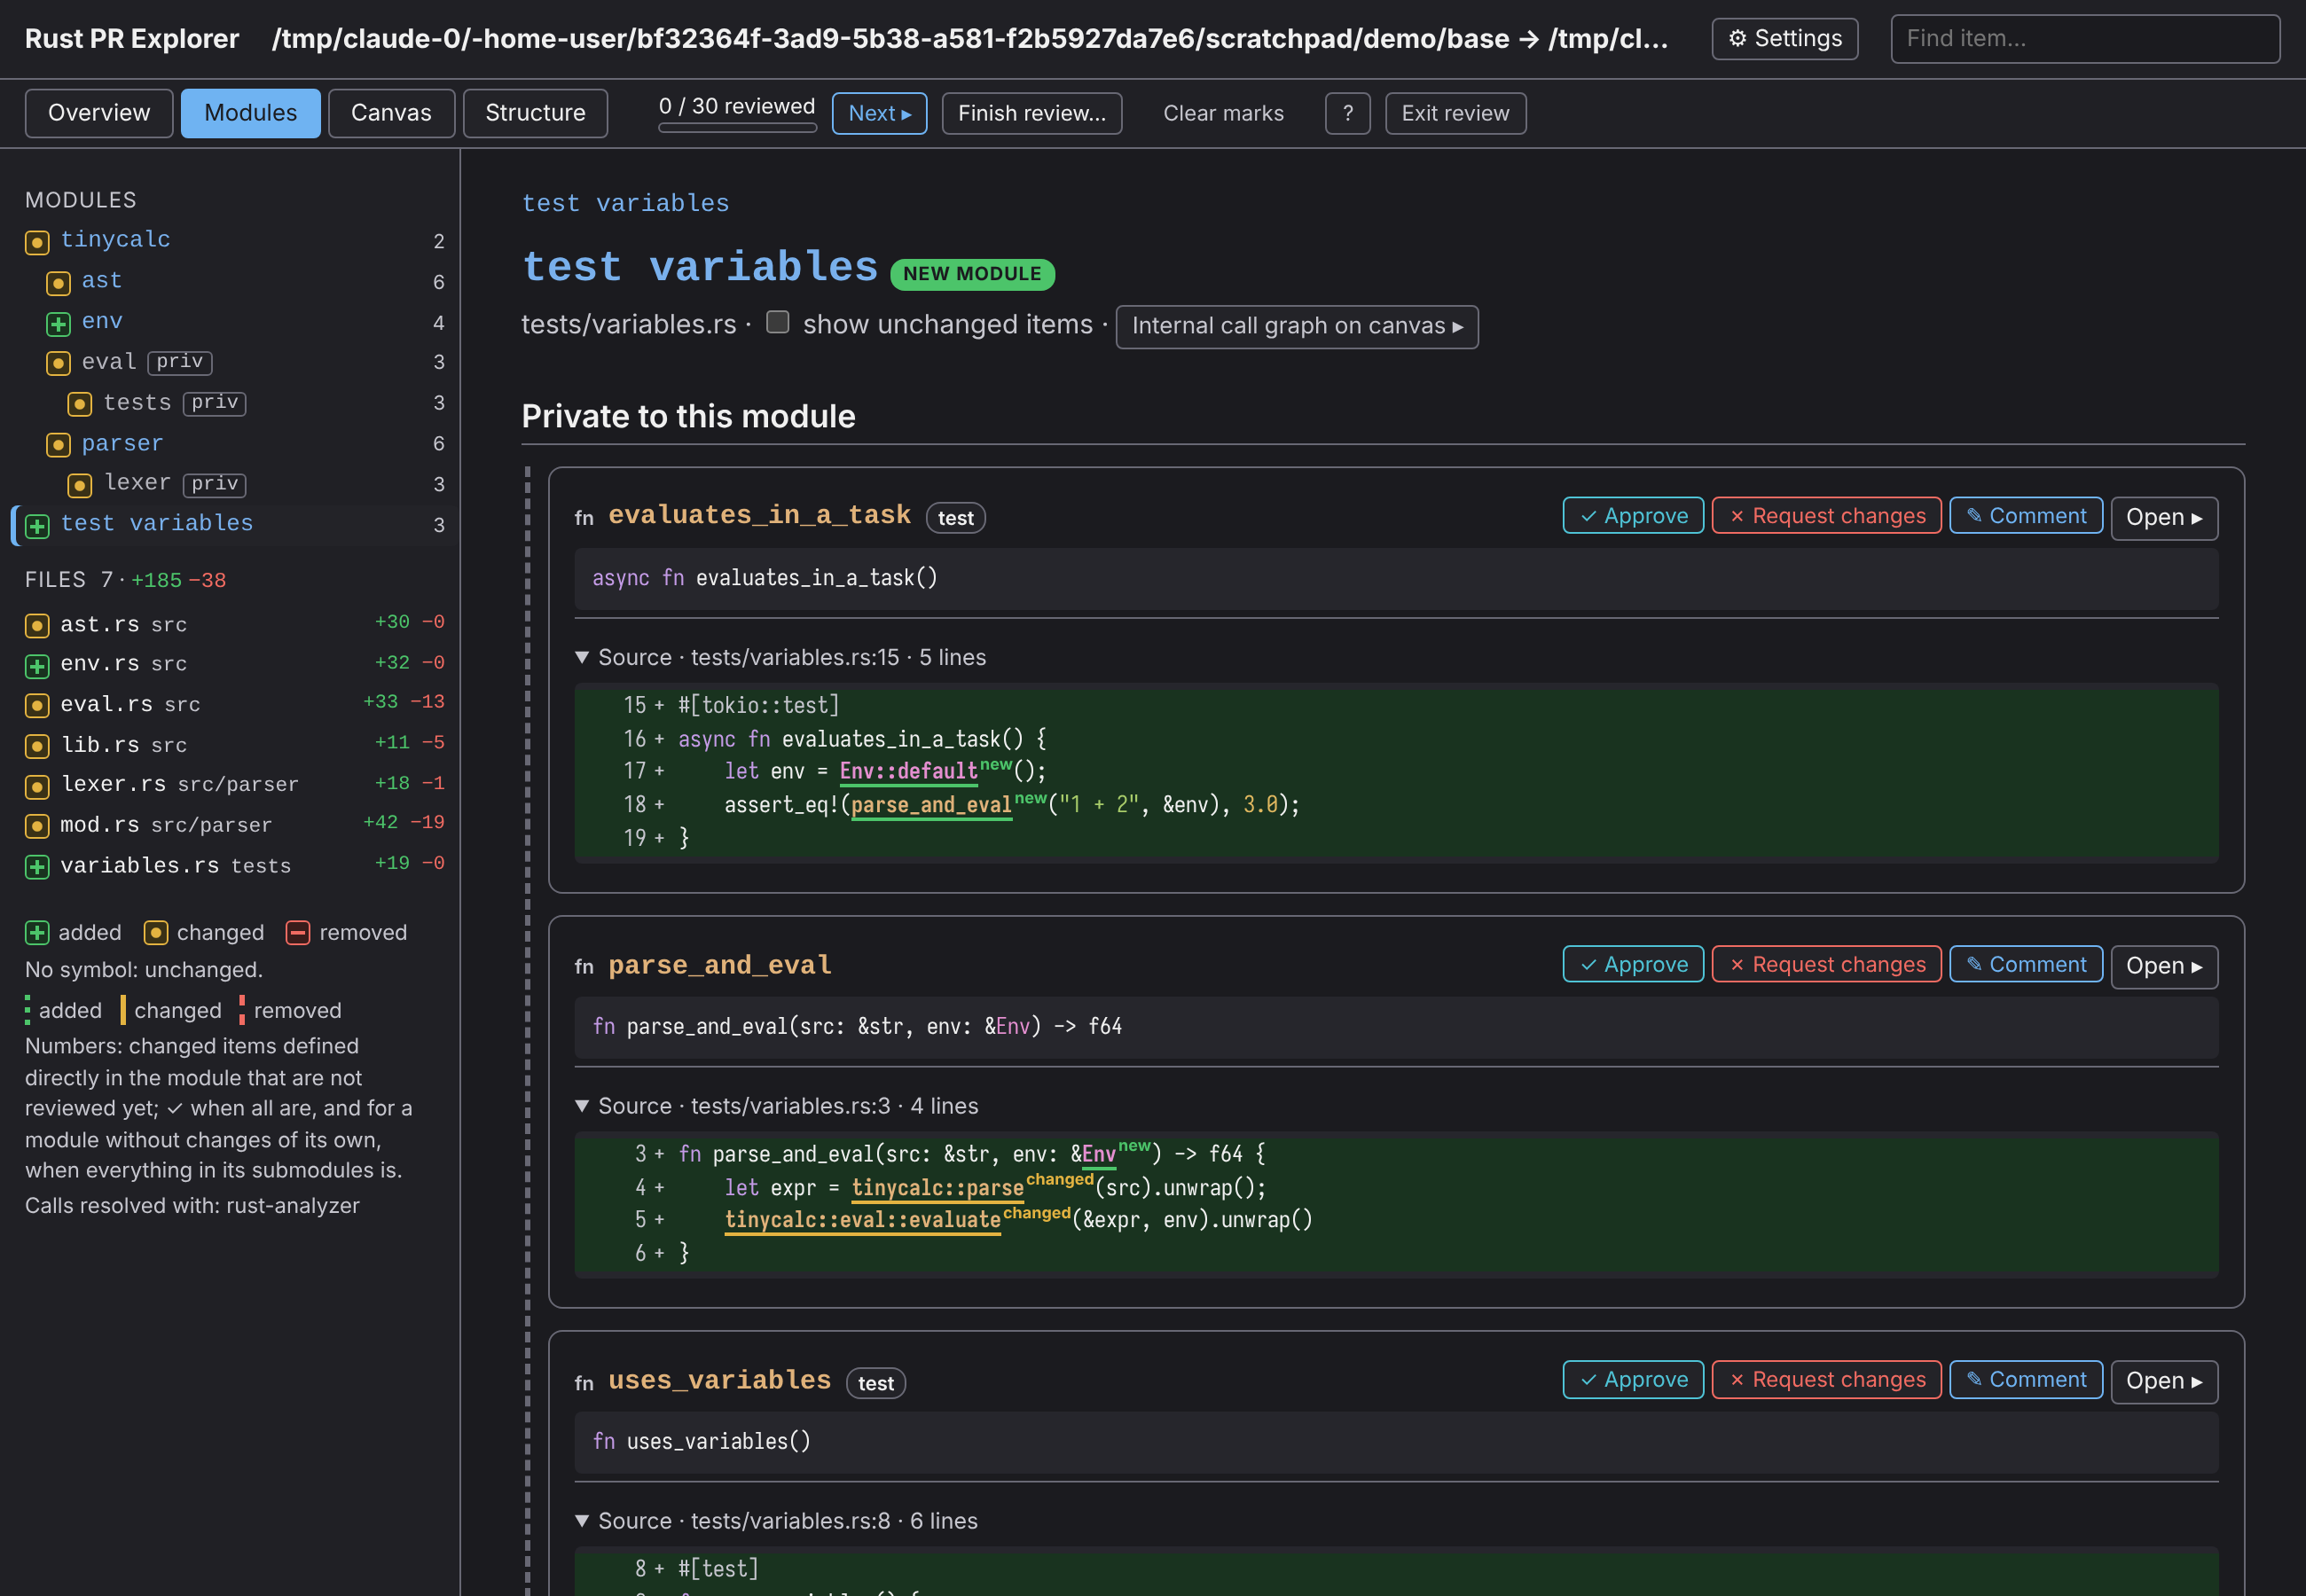 Rust PR Explorer /tmp/claude-0/-home-user/bf32364f-3ad9-5b38-a581-f2b5927da7e6/scratchpad/demo/base → /tmp/cl… ⚙ Settings Find item…
Overview Modules Canvas Structure 0 / 30 reviewed Next ▸ Finish review… Clear marks ? Exit review
MODULES
tinycalc 2
ast 6
env 4
eval priv 3
tests priv 3
parser 6
lexer priv 3
test variables 3
FILES 7 · +185 −38
ast.rs src +30 −0
env.rs src +32 −0
eval.rs src +33 −13
lib.rs src +11 −5
lexer.rs src/parser +18 −1
mod.rs src/parser +42 −19
variables.rs tests +19 −0
added changed removed
No symbol: unchanged.
added changed removed
Numbers: changed items defined
directly in the module that are not
reviewed yet; ✓ when all are, and for a
module without changes of its own,
when everything in its submodules is.
Calls resolved with: rust-analyzer
test variables
test variables NEW MODULE
tests/variables.rs · show unchanged items · Internal call graph on canvas ▸
Private to this module
fn evaluates_in_a_task test ✓ Approve ✕ Request changes ✎ Comment Open ▸
async fn evaluates_in_a_task()
▼ Source · tests/variables.rs:15 · 5 lines
15 + #[tokio::test]
16 + async fn evaluates_in_a_task() {
17 + let env = Env::default new ();
18 + assert_eq!(parse_and_eval new ("1 + 2", &env), 3.0);
19 + }
fn parse_and_eval ✓ Approve ✕ Request changes ✎ Comment Open ▸
fn parse_and_eval(src: &str, env: &Env) -> f64
▼ Source · tests/variables.rs:3 · 4 lines
3 + fn parse_and_eval(src: &str, env: &Env new ) -> f64 {
4 + let expr = tinycalc::parse changed (src).unwrap();
5 + tinycalc::eval::evaluate changed (&expr, env).unwrap()
6 + }
fn uses_variables test ✓ Approve ✕ Request changes ✎ Comment Open ▸
fn uses_variables()
▼ Source · tests/variables.rs:8 · 6 lines
8 + #[test]